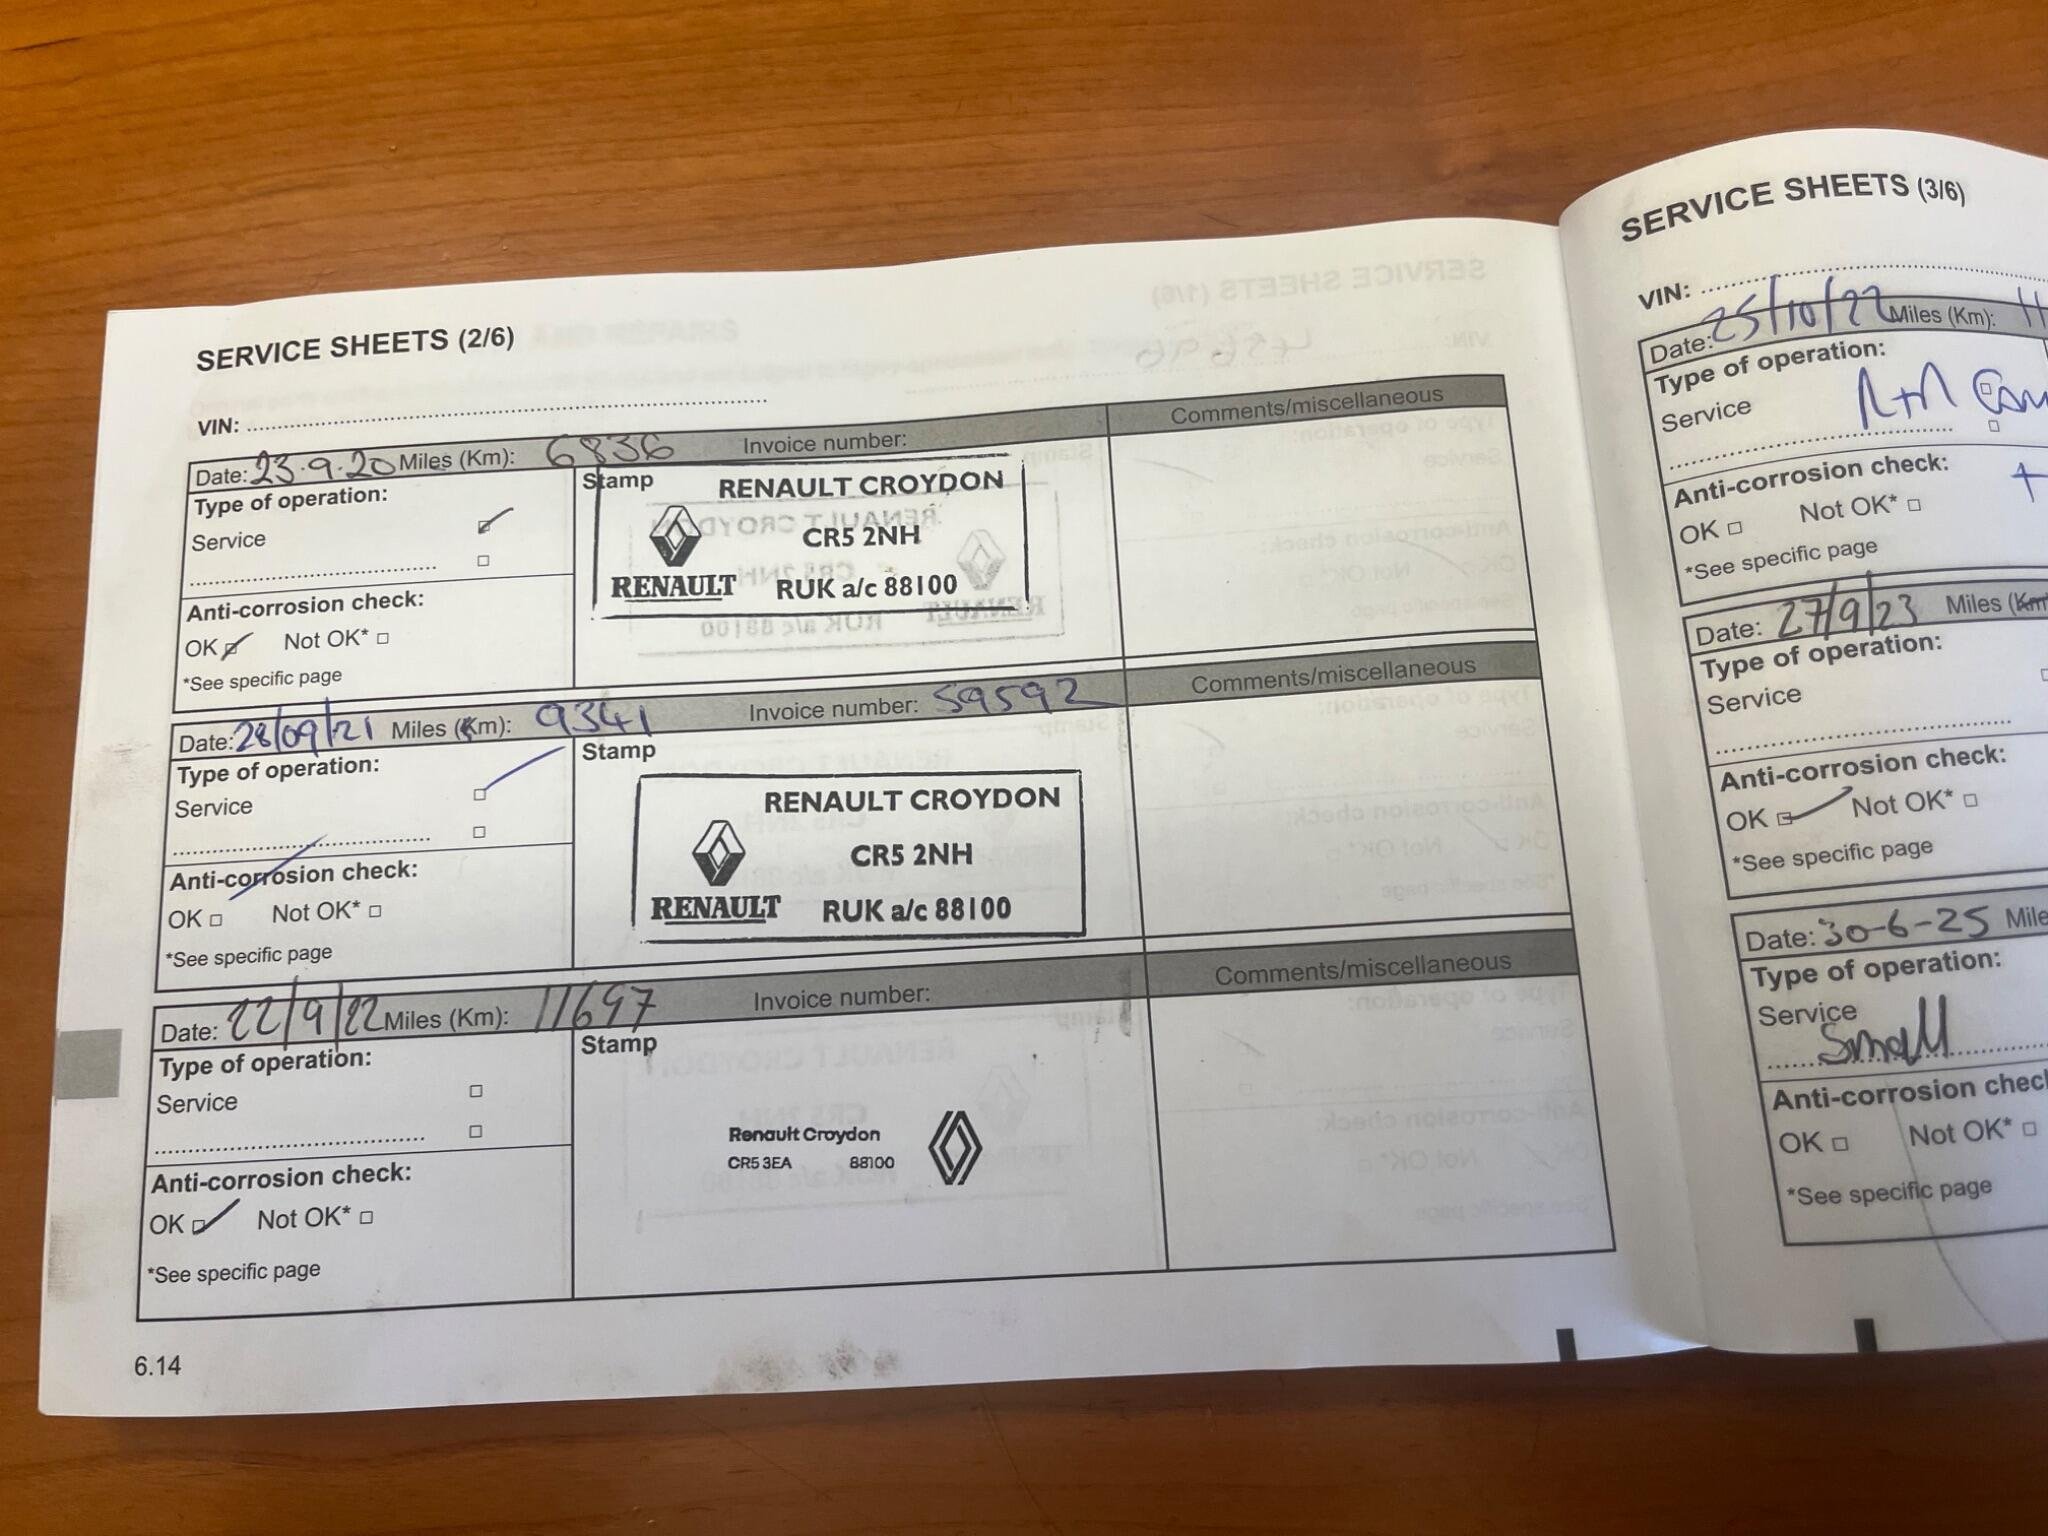 SERVICE SHEETS (2/6)
VIN:
Date: 23.9.20 Miles (Km): 6836 Invoice number:
Comments/miscellaneous
Type of operation:
Service
Stamp
RENAULT CROYDON
CR5 2NH
RENAULT RUK a/c 88100
Anti-corrosion check:
OK Not OK*
*See specific page
Date: 28/09/21 Miles (Km): 9341 Invoice number: 59592
Comments/miscellaneous
Type of operation:
Service
Stamp
RENAULT CROYDON
CR5 2NH
RENAULT RUK a/c 88100
Anti-corrosion check:
OK Not OK*
*See specific page
Date: 22/9/22 Miles (Km): 11697 Invoice number:
Comments/miscellaneous
Type of operation:
Service
Stamp
Renault Croydon
CR5 3EA 88100
Anti-corrosion check:
OK Not OK*
*See specific page
6.14
SERVICE SHEETS (3/6)
VIN:
Date: 25/10/22 Miles (Km): 11
Type of operation:
Service
Anti-corrosion check:
OK Not OK*
*See specific page
Date: 27/9/23 Miles (Km
Type of operation:
Service
Anti-corrosion check:
OK Not OK*
*See specific page
Date: 30-6-25 Mile
Type of operation:
Service
Small
Anti-corrosion chec
OK Not OK*
*See specific page